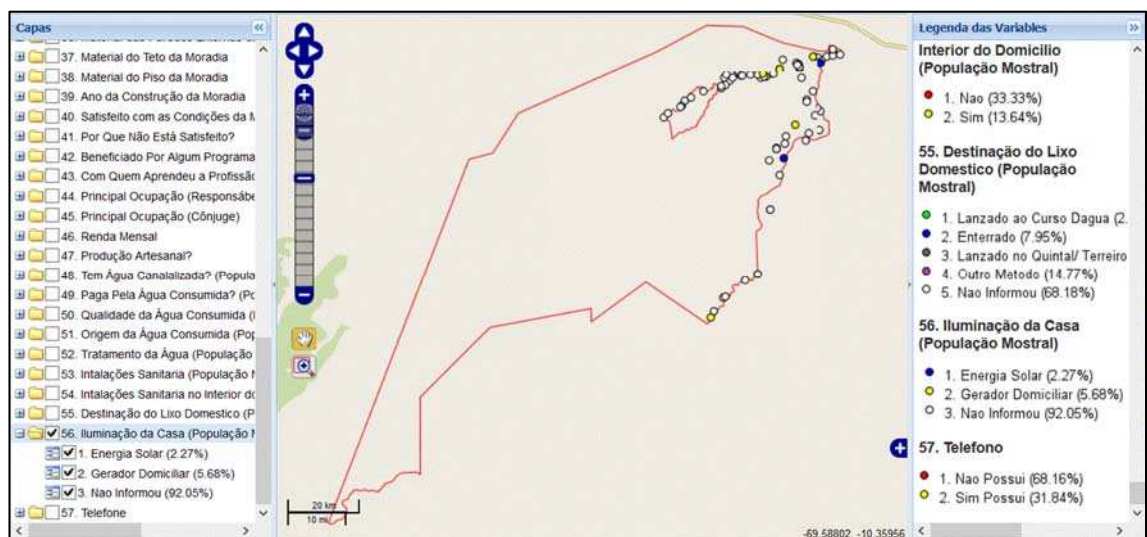 Capas
37. Material do Teto da Moradia
38. Material do Piso da Moradia
39. Ano da Construção da Moradia
40. Satisfeito com as Condições da M
41. Por Que Não Está Satisfeito?
42. Beneficiado Por Algum Programa
43. Com Quem Aprendeu a Profissão
44. Principal Ocupação (Responsábe
45. Principal Ocupação (Cônjuge)
46. Renda Mensal
47. Produção Artesanal?
48. Tem Água Canalalizada? (Popula
49. Paga Pela Água Consumida? (Po
50. Qualidade da Água Consumida (
51. Origem da Água Consumida (Pop
52. Tratamento da Água (População
53. Intalações Sanitaria (População M
54. Intalações Sanitaria no Interior do
55. Destinação do Lixo Domestico (P
56. Iluminação da Casa (População M
1. Energia Solar (2.27%)
2. Gerador Domiciliar (5.68%)
3. Nao Informou (92.05%)
57. Telefone
20 km
10 mi
-69.58802, -10.35956
Legenda das Variables
Interior do Domicilio
(População Mostral)
1. Nao (33.33%)
2. Sim (13.64%)
55. Destinação do Lixo
Domestico (População
Mostral)
1. Lanzado ao Curso Dagua (2.
2. Enterrado (7.95%)
3. Lanzado no Quintal/ Terreiro
4. Outro Metodo (14.77%)
5. Nao Informou (68.18%)
56. Iluminação da Casa
(População Mostral)
1. Energia Solar (2.27%)
2. Gerador Domiciliar (5.68%)
3. Nao Informou (92.05%)
57. Telefono
1. Nao Possui (68.16%)
2. Sim Possui (31.84%)